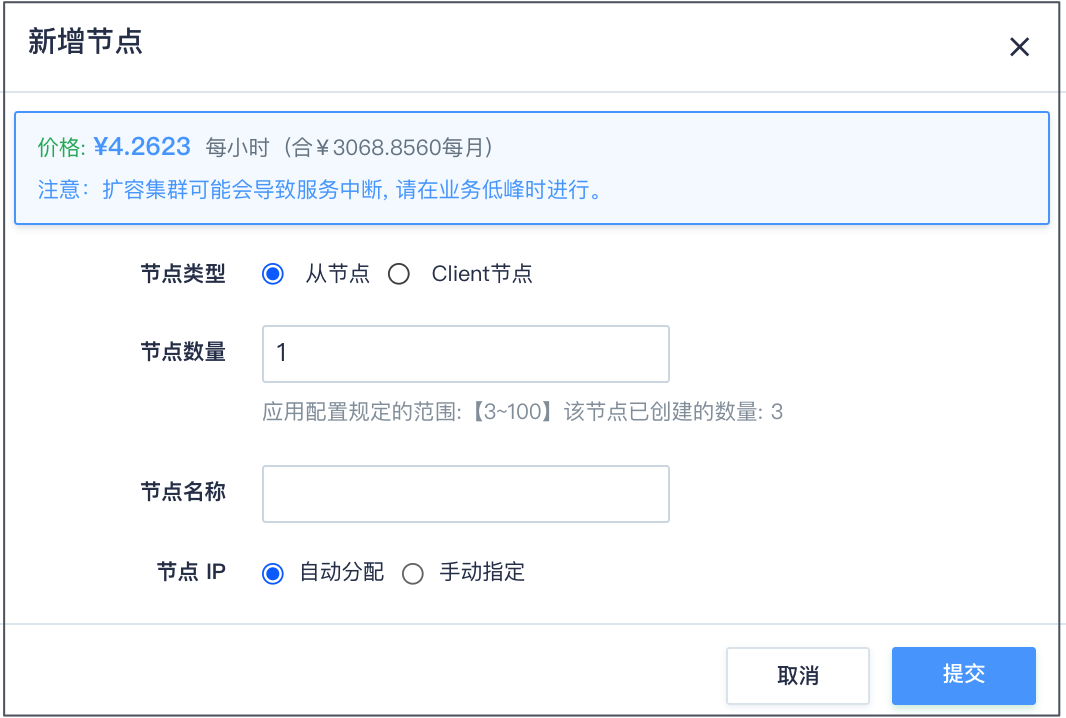 新增节点
价格: ¥4.2623 每小时（合￥3068.8560每月）
注意：扩容集群可能会导致服务中断, 请在业务低峰时进行。
节点类型 从节点 Client节点
节点数量 1
应用配置规定的范围:【3~100】该节点已创建的数量: 3
节点名称
节点 IP 自动分配 手动指定
取消 提交